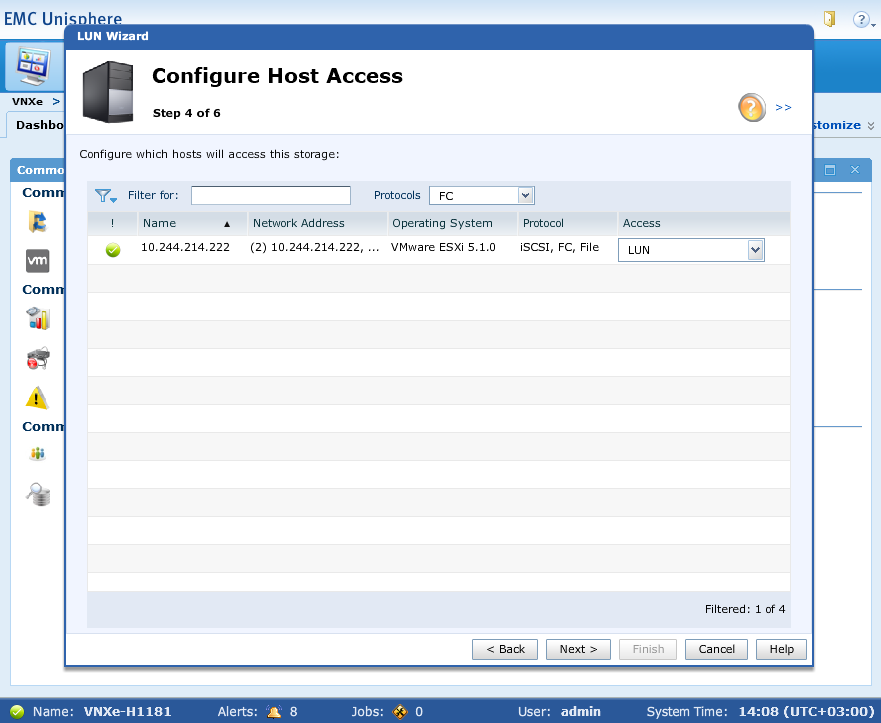 EMC Unisphere
LUN Wizard
Configure Host Access
Step 4 of 6
>>
VNXe >
Dashbo
stomize
Configure which hosts will access this storage:
Commo
Comm
Filter for: Protocols FC
! Name Network Address Operating System Protocol Access
10.244.214.222 (2) 10.244.214.222, ... VMware ESXi 5.1.0 iSCSI, FC, File LUN
vm
Comm
Comm
Filtered: 1 of 4
< Back Next > Finish Cancel Help
Name: VNXe-H1181 Alerts: 8 Jobs: 0 User: admin System Time: 14:08 (UTC+03:00)